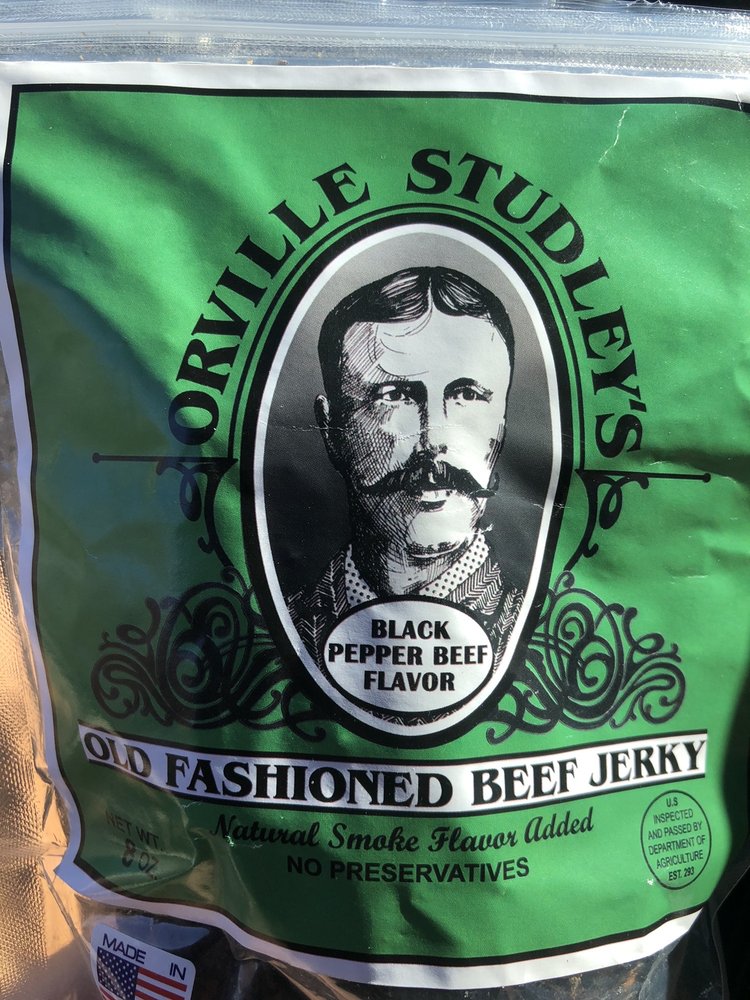 ORVILLE STUDLEY'S
BLACK
PEPPER BEEF
FLAVOR
OLD FASHIONED BEEF JERKY
Natural Smoke Flavor Added
NO PRESERVATIVES
NET WT.
8 OZ.
U.S
INSPECTED
AND PASSED BY
DEPARTMENT OF
AGRICULTURE
EST. 293
MADE IN